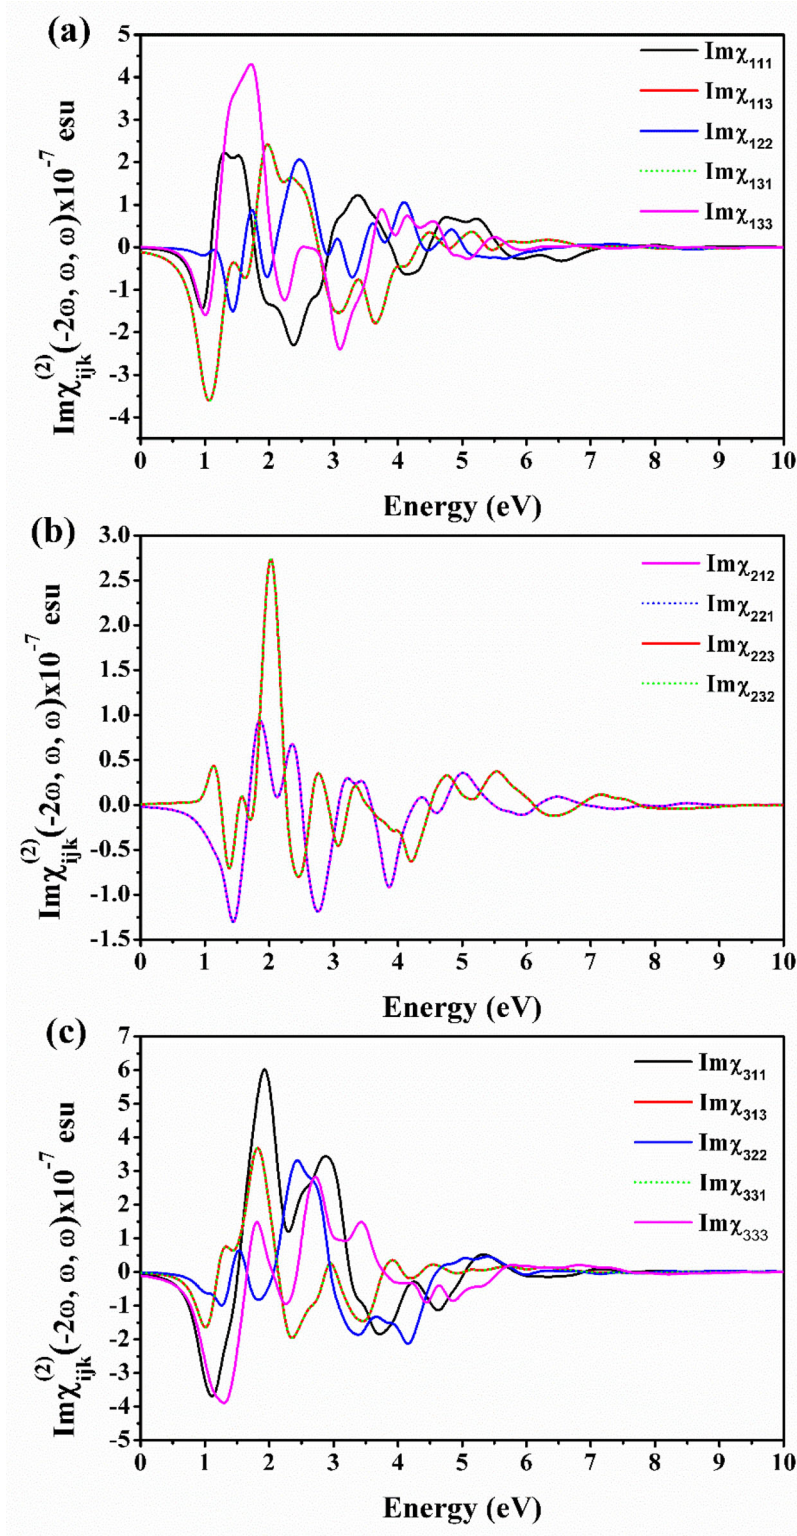 (a)
Imχ(2)ijk(-2ω, ω, ω)x10-7 esu
5
4
3
2
1
0
-1
-2
-3
-4
Imχ111
Imχ113
Imχ122
Imχ131
Imχ133
0 1 2 3 4 5 6 7 8 9 10
Energy (eV)
(b)
Imχ(2)ijk(-2ω, ω, ω)x10-7 esu
3.0
2.5
2.0
1.5
1.0
0.5
0.0
-0.5
-1.0
-1.5
Imχ212
Imχ221
Imχ223
Imχ232
0 1 2 3 4 5 6 7 8 9 10
Energy (eV)
(c)
Imχ(2)ijk(-2ω, ω, ω)x10-7 esu
7
6
5
4
3
2
1
0
-1
-2
-3
-4
-5
Imχ311
Imχ313
Imχ322
Imχ331
Imχ333
0 1 2 3 4 5 6 7 8 9 10
Energy (eV)